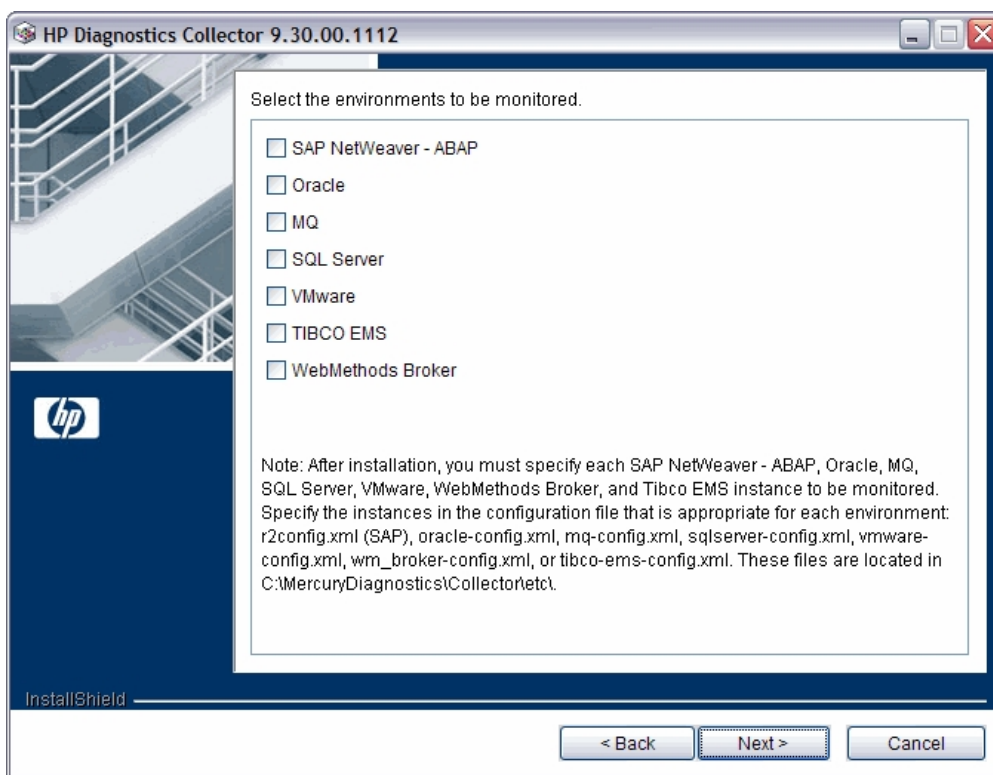 HP Diagnostics Collector 9.30.00.1112
Select the environments to be monitored.
SAP NetWeaver - ABAP
Oracle
MQ
SQL Server
VMware
TIBCO EMS
WebMethods Broker
hp
Note: After installation, you must specify each SAP NetWeaver - ABAP, Oracle, MQ,
SQL Server, VMware, WebMethods Broker, and Tibco EMS instance to be monitored.
Specify the instances in the configuration file that is appropriate for each environment:
r2config.xml (SAP), oracle-config.xml, mq-config.xml, sqlserver-config.xml, vmware-
config.xml, wm_broker-config.xml, or tibco-ems-config.xml. These files are located in
C:\MercuryDiagnostics\Collector\etc\.
InstallShield
< Back
Next >
Cancel